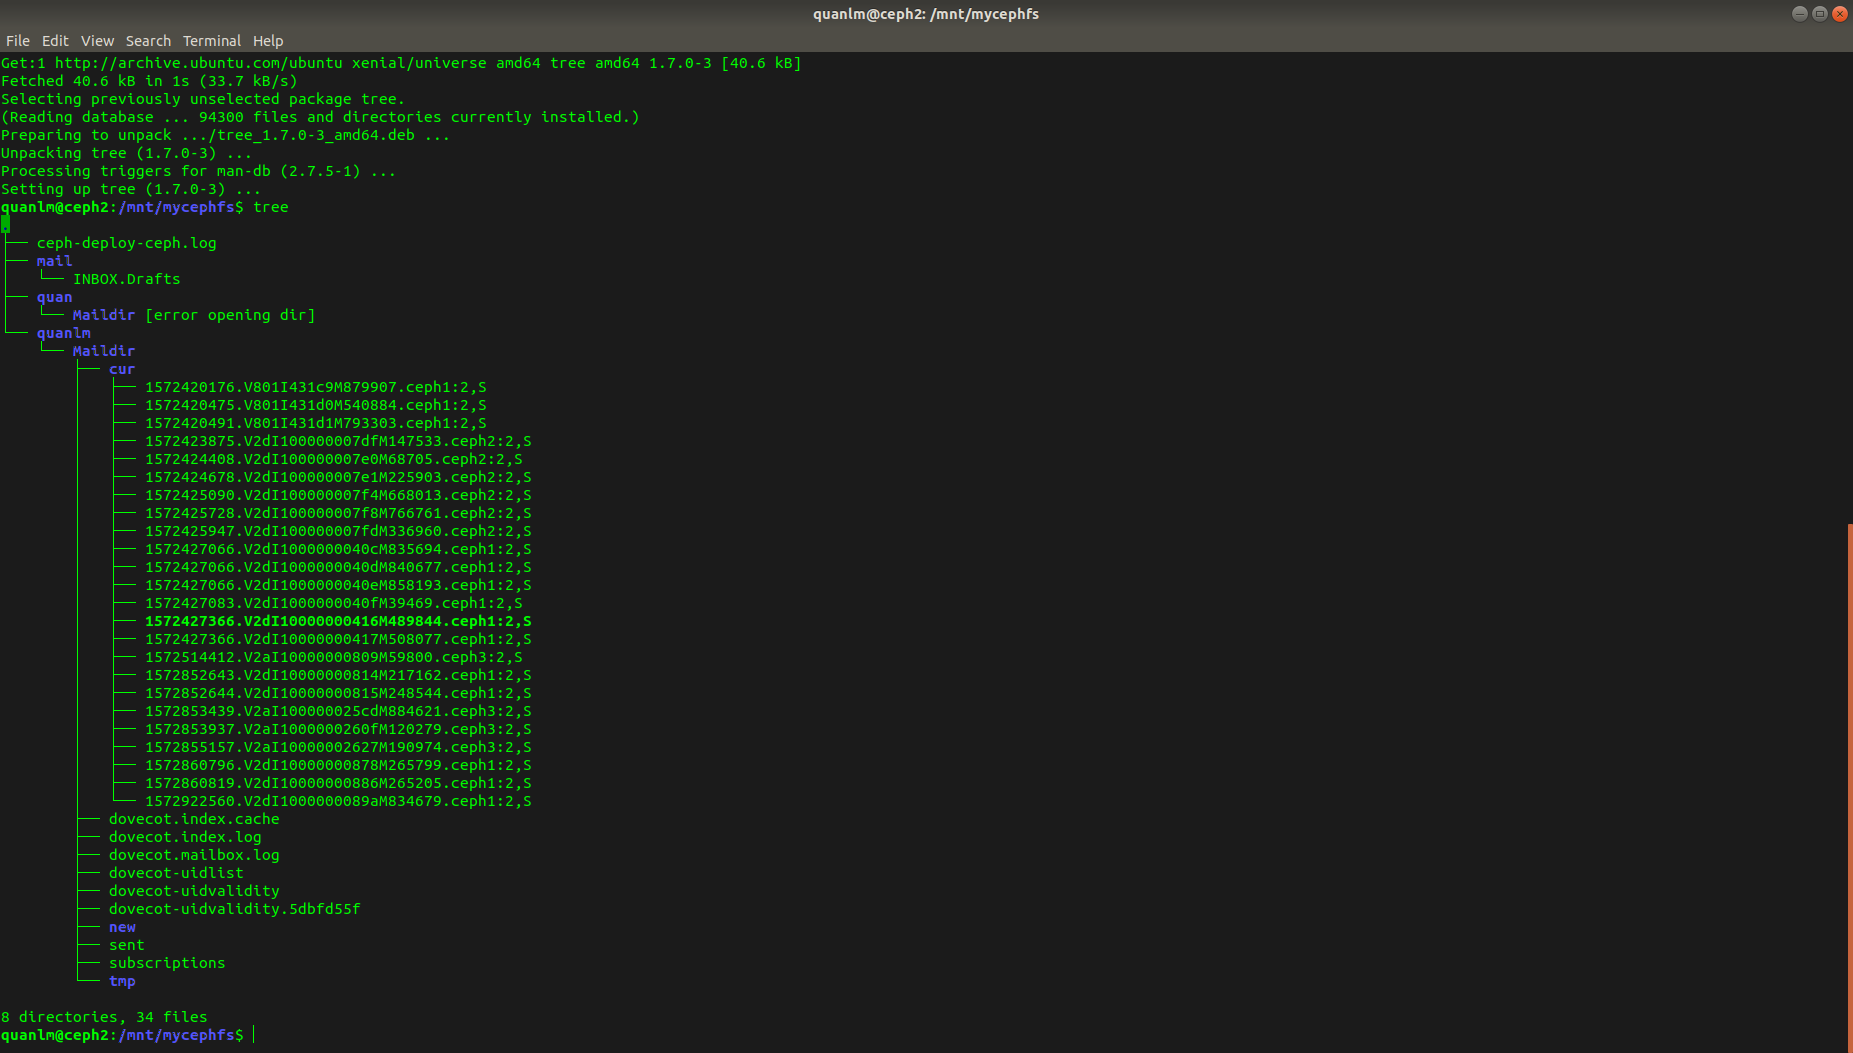 quanlm@ceph2: /mnt/mycephfs
File Edit View Search Terminal Help
Get:1 http://archive.ubuntu.com/ubuntu xenial/universe amd64 tree amd64 1.7.0-3 [40.6 kB]
Fetched 40.6 kB in 1s (33.7 kB/s)
Selecting previously unselected package tree.
(Reading database ... 94300 files and directories currently installed.)
Preparing to unpack .../tree_1.7.0-3_amd64.deb ...
Unpacking tree (1.7.0-3) ...
Processing triggers for man-db (2.7.5-1) ...
Setting up tree (1.7.0-3) ...
quanlm@ceph2:/mnt/mycephfs$ tree
.
├── ceph-deploy-ceph.log
├── mail
│   └── INBOX.Drafts
├── quan
│   └── Maildir [error opening dir]
└── quanlm
    └── Maildir
        ├── cur
        │   ├── 1572420176.V801I431c9M879907.ceph1:2,S
        │   ├── 1572420475.V801I431d0M540884.ceph1:2,S
        │   ├── 1572420491.V801I431d1M793303.ceph1:2,S
        │   ├── 1572423875.V2dI100000007dfM147533.ceph2:2,S
        │   ├── 1572424408.V2dI100000007e0M68705.ceph2:2,S
        │   ├── 1572424678.V2dI100000007e1M225903.ceph2:2,S
        │   ├── 1572425090.V2dI100000007f4M668013.ceph2:2,S
        │   ├── 1572425728.V2dI100000007f8M766761.ceph2:2,S
        │   ├── 1572425947.V2dI100000007fdM336960.ceph2:2,S
        │   ├── 1572427066.V2dI1000000040cM835694.ceph1:2,S
        │   ├── 1572427066.V2dI1000000040dM840677.ceph1:2,S
        │   ├── 1572427066.V2dI1000000040eM858193.ceph1:2,S
        │   ├── 1572427083.V2dI1000000040fM39469.ceph1:2,S
        │   ├── 1572427366.V2dI10000000416M489844.ceph1:2,S
        │   ├── 1572427366.V2dI10000000417M508077.ceph1:2,S
        │   ├── 1572514412.V2aI10000000809M59800.ceph3:2,S
        │   ├── 1572852643.V2dI10000000814M217162.ceph1:2,S
        │   ├── 1572852644.V2dI10000000815M248544.ceph1:2,S
        │   ├── 1572853439.V2aI100000025cdM884621.ceph3:2,S
        │   ├── 1572853937.V2aI1000000260fM120279.ceph3:2,S
        │   ├── 1572855157.V2aI10000002627M190974.ceph3:2,S
        │   ├── 1572860796.V2dI10000000878M265799.ceph1:2,S
        │   ├── 1572860819.V2dI10000000886M265205.ceph1:2,S
        │   └── 1572922560.V2dI1000000089aM834679.ceph1:2,S
        ├── dovecot.index.cache
        ├── dovecot.index.log
        ├── dovecot.mailbox.log
        ├── dovecot-uidlist
        ├── dovecot-uidvalidity
        ├── dovecot-uidvalidity.5dbfd55f
        ├── new
        ├── sent
        ├── subscriptions
        └── tmp
8 directories, 34 files
quanlm@ceph2:/mnt/mycephfs$